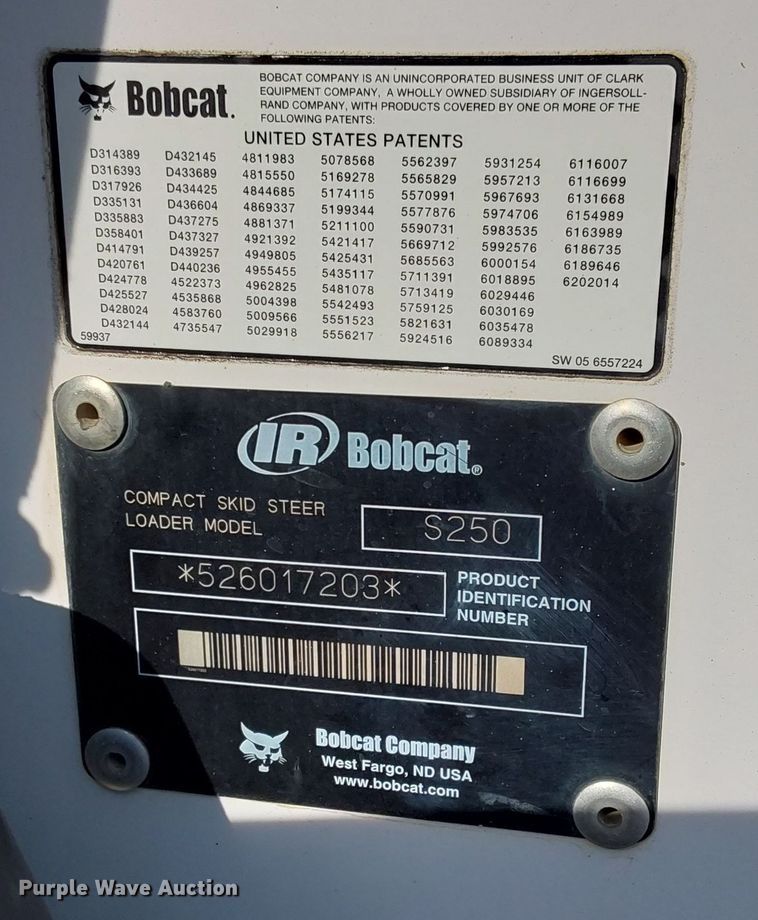 Bobcat.
BOBCAT COMPANY IS AN UNINCORPORATED BUSINESS UNIT OF CLARK
EQUIPMENT COMPANY, A WHOLLY OWNED SUBSIDIARY OF INGERSOLL-
RAND COMPANY, WITH PRODUCTS COVERED BY ONE OR MORE OF THE
FOLLOWING PATENTS:
UNITED STATES PATENTS
D314389 D432145 4811983 5078568 5562397 5931254 6116007
D316393 D433689 4815550 5169278 5565829 5957213 6116699
D317926 D434425 4844685 5174115 5570991 5967693 6131668
D335131 D436604 4869337 5199344 5577876 5974706 6154989
D335883 D437275 4881371 5211100 5590731 5983535 6163989
D358401 D437327 4921392 5421417 5669712 5992576 6186735
D414791 D439257 4949805 5425431 5685563 6000154 6189646
D420761 D440236 4955455 5435117 5711391 6018895 6202014
D424778 4522373 4962825 5481078 5713419 6029446
D425527 4535868 5004398 5542493 5759125 6030169
D428024 4583760 5009566 5551523 5821631 6035478
D432144 4735547 5029918 5556217 5924516 6089334
59937 SW 05 6557224
IR Bobcat®
COMPACT SKID STEER
LOADER MODEL S250
*526017203* PRODUCT
IDENTIFICATION
NUMBER
Bobcat Company
West Fargo, ND USA
www.bobcat.com
Purple Wave Auction